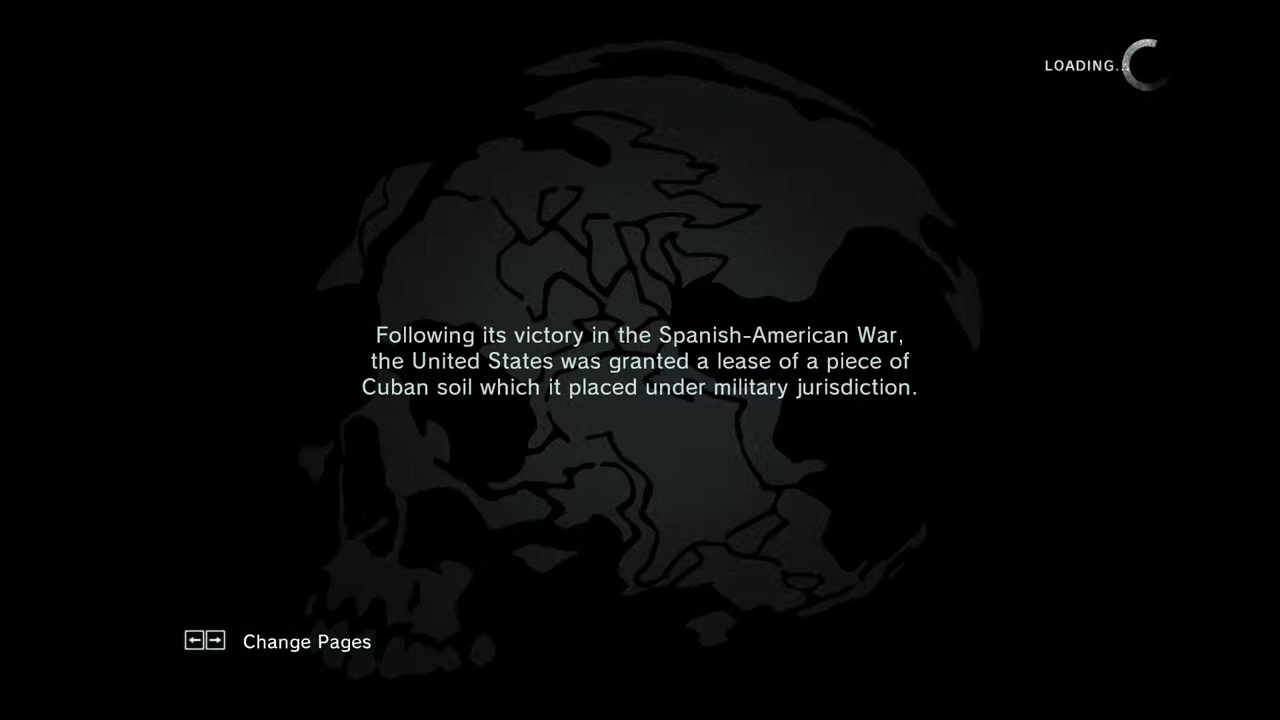 LOADING...
Following its victory in the Spanish-American War,
the United States was granted a lease of a piece of
Cuban soil which it placed under military jurisdiction.
Change Pages